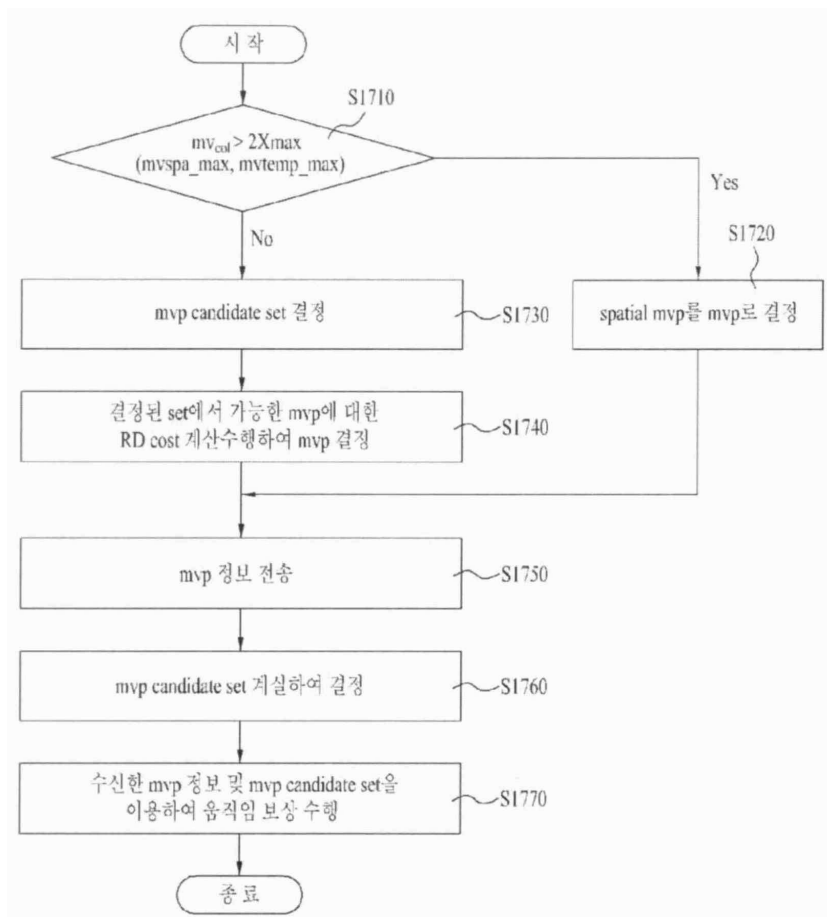 시작
S1710
mvcol > 2Xmax
(mvspa_max, mvtemp_max)
Yes
No
S1720
mvp candidate set 결정
S1730
spatial mvp를 mvp로 결정
결정된 set에서 가능한 mvp에 대한
RD cost 계산수행하여 mvp 결정
S1740
mvp 정보 전송
S1750
mvp candidate set 계실하여 결정
S1760
수신한 mvp 정보 및 mvp candidate set을
이용하여 움직임 보상 수행
S1770
종료